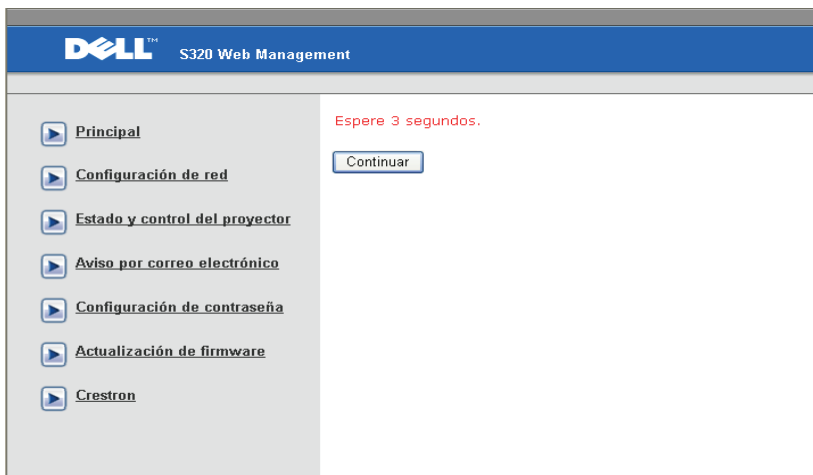 DELL™ S320 Web Management
Principal
Configuración de red
Estado y control del proyector
Aviso por correo electrónico
Configuración de contraseña
Actualización de firmware
Crestron
Espere 3 segundos.
Continuar